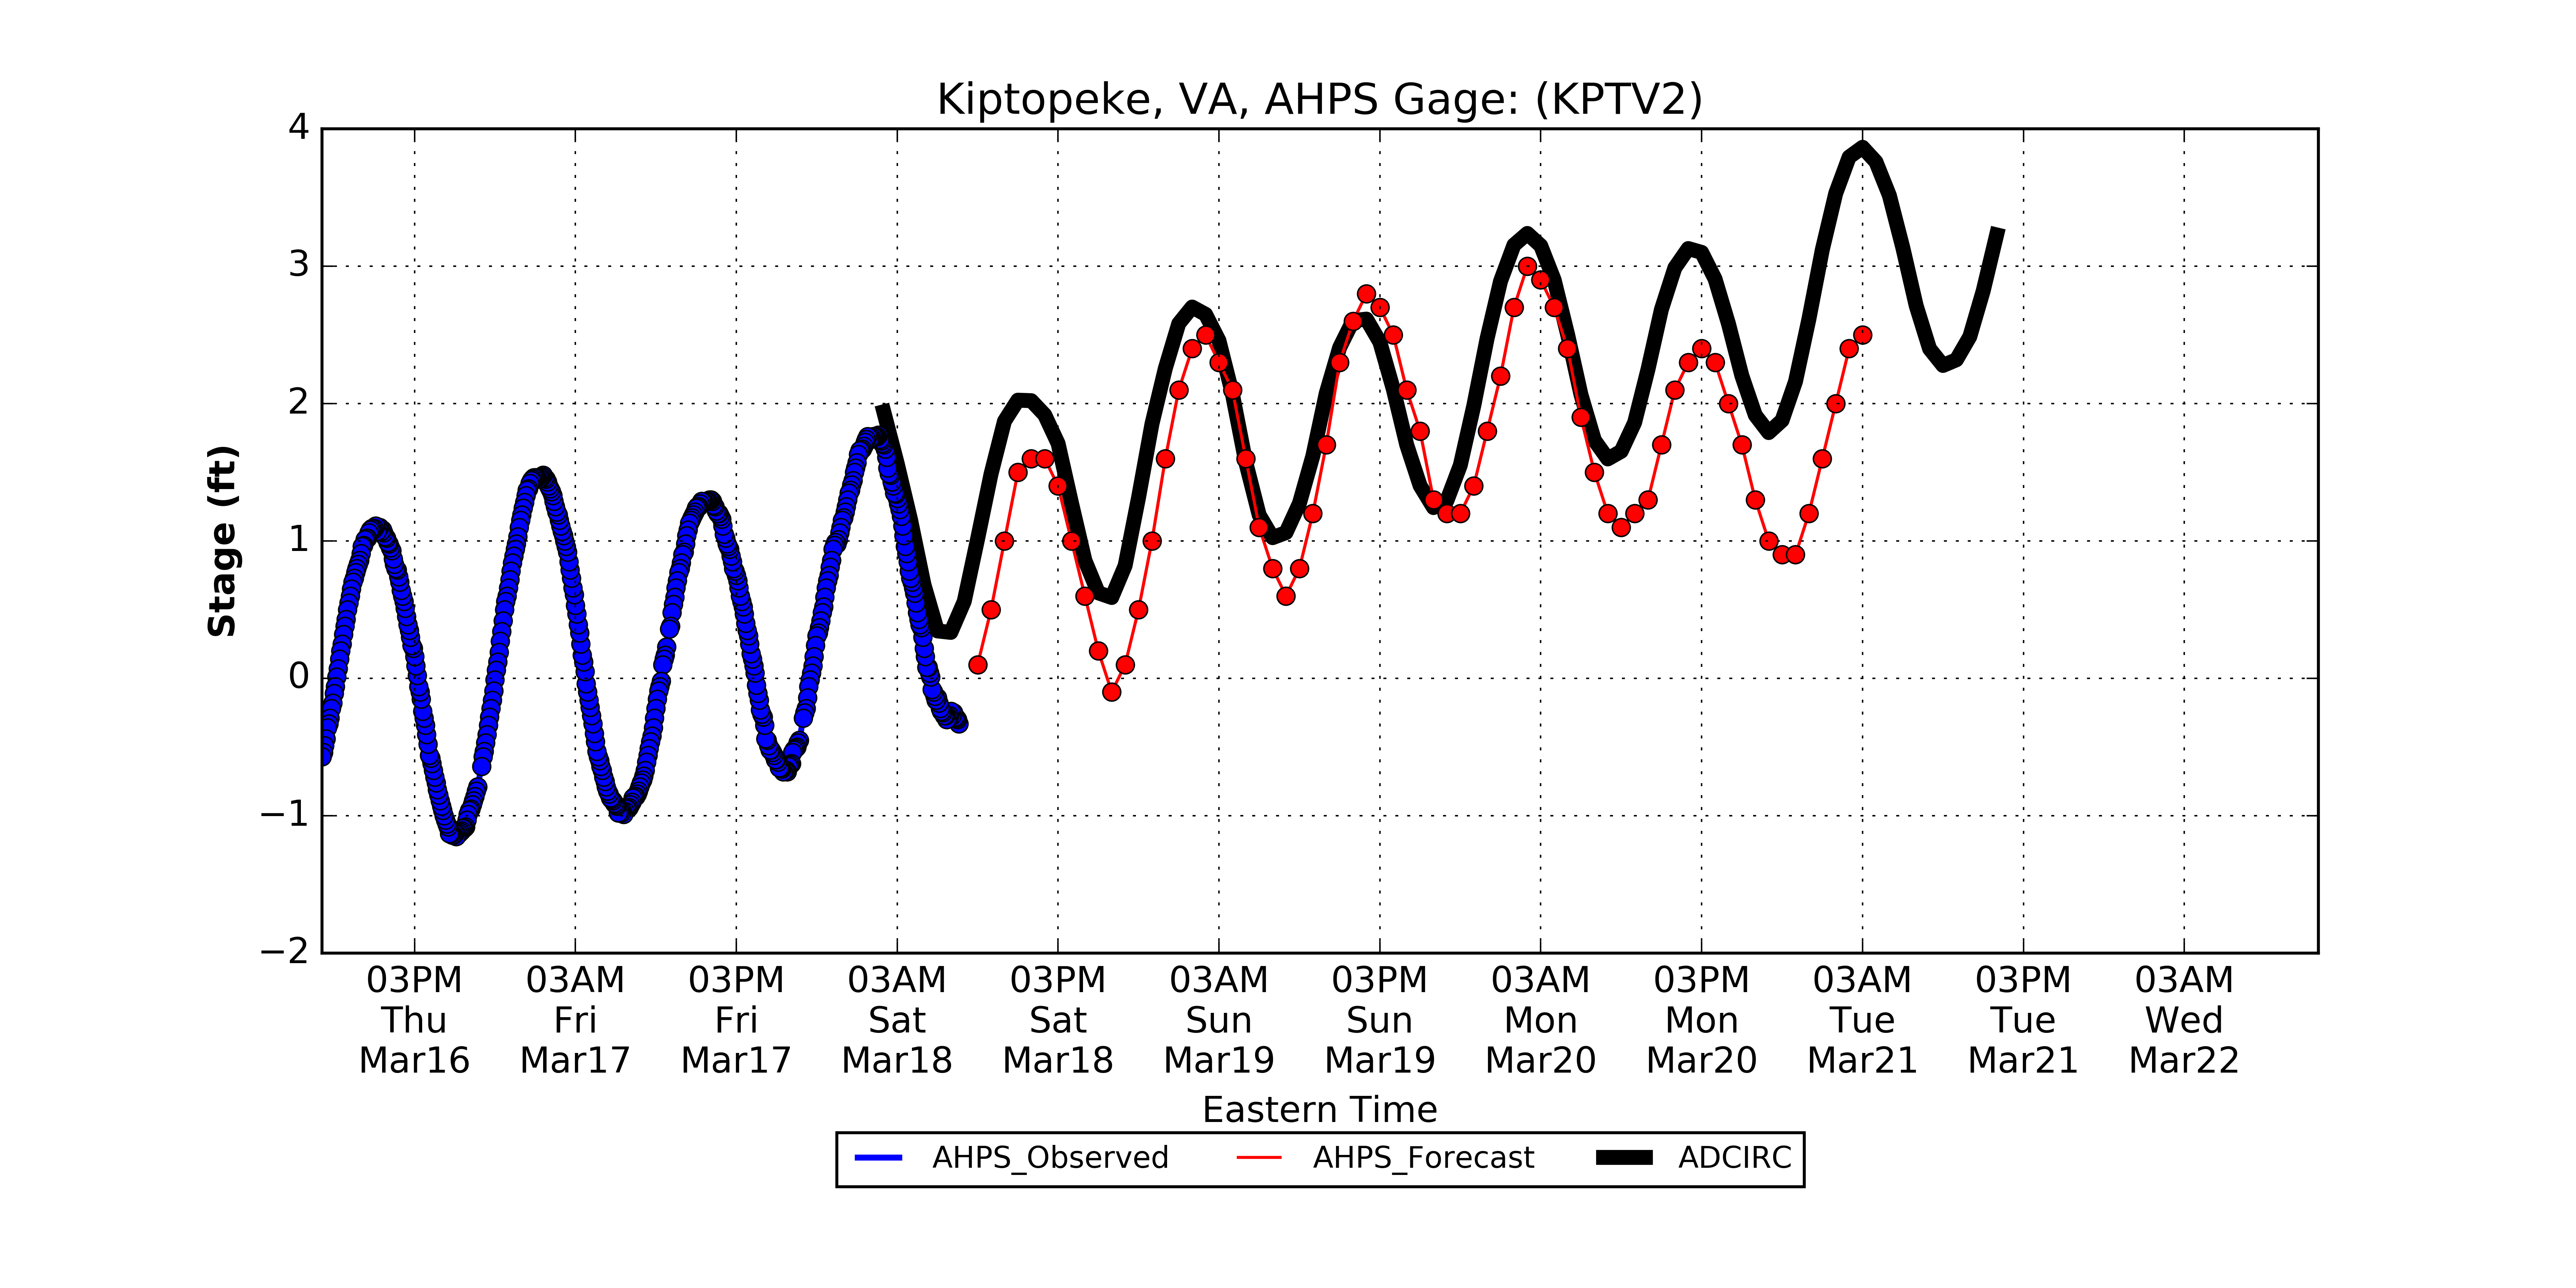 Kiptopeke, VA, AHPS Gage: (KPTV2)
4
3
2
1
0
−1
−2
Stage (ft)
03PM 03AM 03PM 03AM 03PM 03AM 03PM 03AM 03PM 03AM 03PM 03AM
Thu Fri Fri Sat Sat Sun Sun Mon Mon Tue Tue Wed
Mar16 Mar17 Mar17 Mar18 Mar18 Mar19 Mar19 Mar20 Mar20 Mar21 Mar21 Mar22
Eastern Time
AHPS_Observed AHPS_Forecast ADCIRC